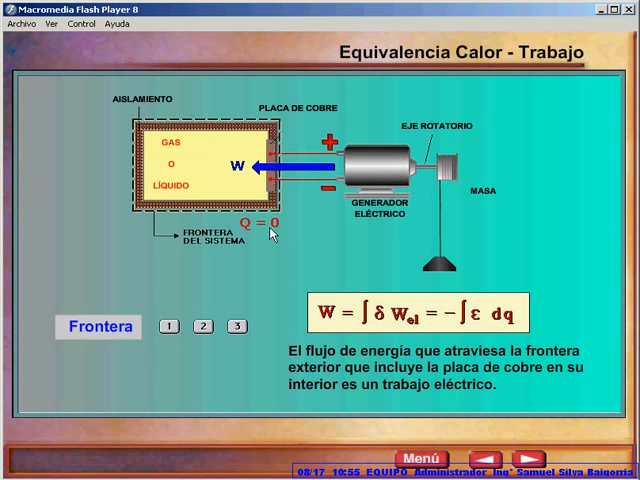 Macromedia Flash Player 8
Archivo Ver Control Ayuda
Equivalencia Calor - Trabajo
AISLAMIENTO
PLACA DE COBRE
EJE ROTATORIO
GAS
O
LÍQUIDO
W
+
−
MASA
GENERADOR
ELÉCTRICO
Q = 0
FRONTERA
DEL SISTEMA
W = ∫ δ Wel = − ∫ ε dq
Frontera 1 2 3
El flujo de energía que atraviesa la frontera
exterior que incluye la placa de cobre en su
interior es un trabajo eléctrico.
Menú
08/17 10:55 EQUIPO Administrador Ingº Samuel Silva Baigorria